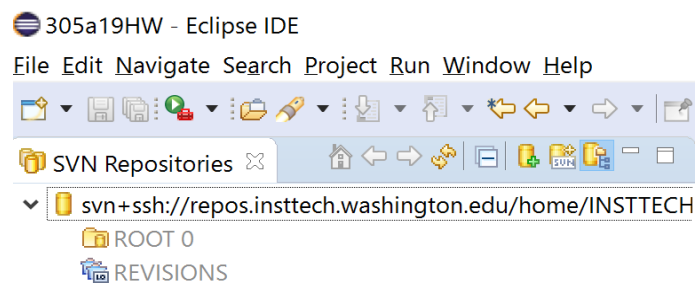 305a19HW - Eclipse IDE
File Edit Navigate Search Project Run Window Help
SVN Repositories
SVN
svn+ssh://repos.insttech.washington.edu/home/INSTTECH
ROOT 0
REVISIONS